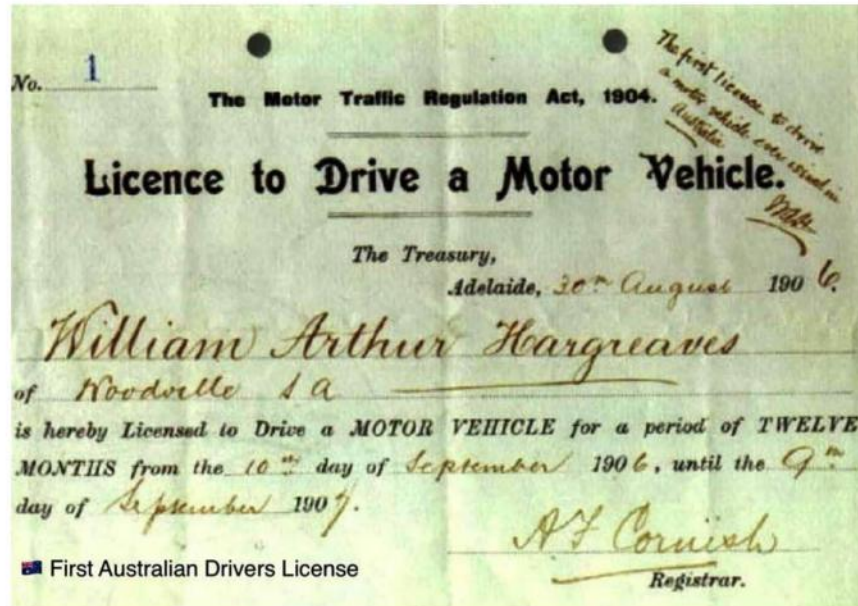 No. 1
The first licence to drive
a motor vehicle ever issued in
Australia
WAH
The Motor Traffic Regulation Act, 1904.
Licence to Drive a Motor Vehicle.
The Treasury,
Adelaide, 30th August 1906.
William Arthur Hargreaves
of Woodville S A
is hereby Licensed to Drive a MOTOR VEHICLE for a period of TWELVE
MONTHS from the 10th day of September 1906, until the 9th
day of September 1907.
A F Cornish
Registrar.
🇦🇺 First Australian Drivers License